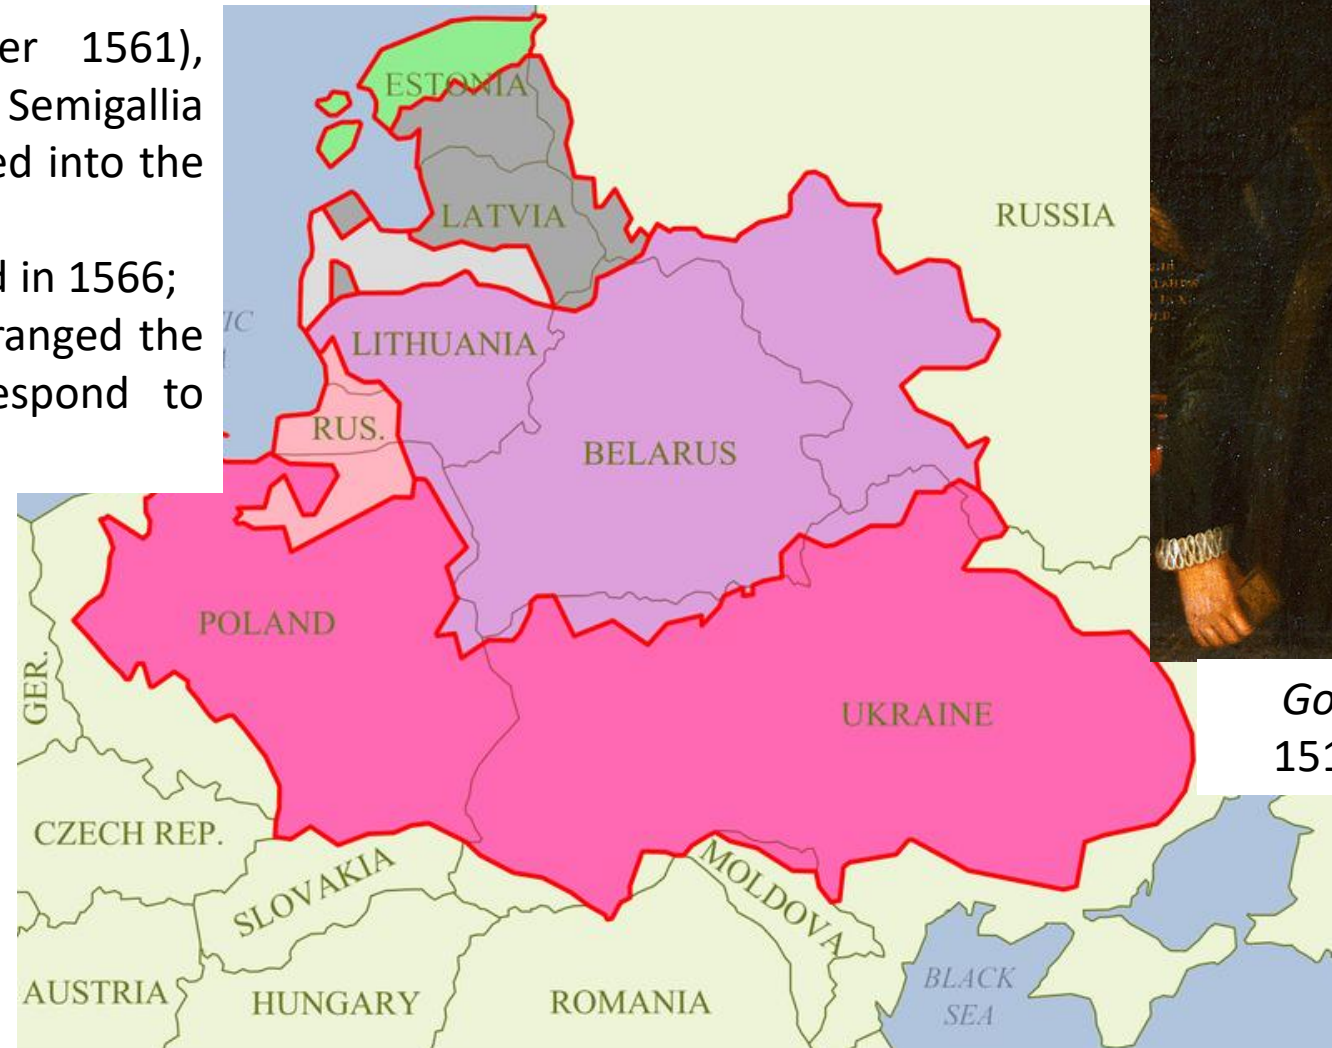 er 1561),
Semigallia
ed into the
d in 1566;
ranged the
espond to
ESTONIA
LATVIA
RUSSIA
IC
LITHUANIA
RUS.
BELARUS
POLAND
GER.
UKRAINE
Go
151
CZECH REP.
SLOVAKIA
MOLDOVA
AUSTRIA
HUNGARY
ROMANIA
BLACK
SEA